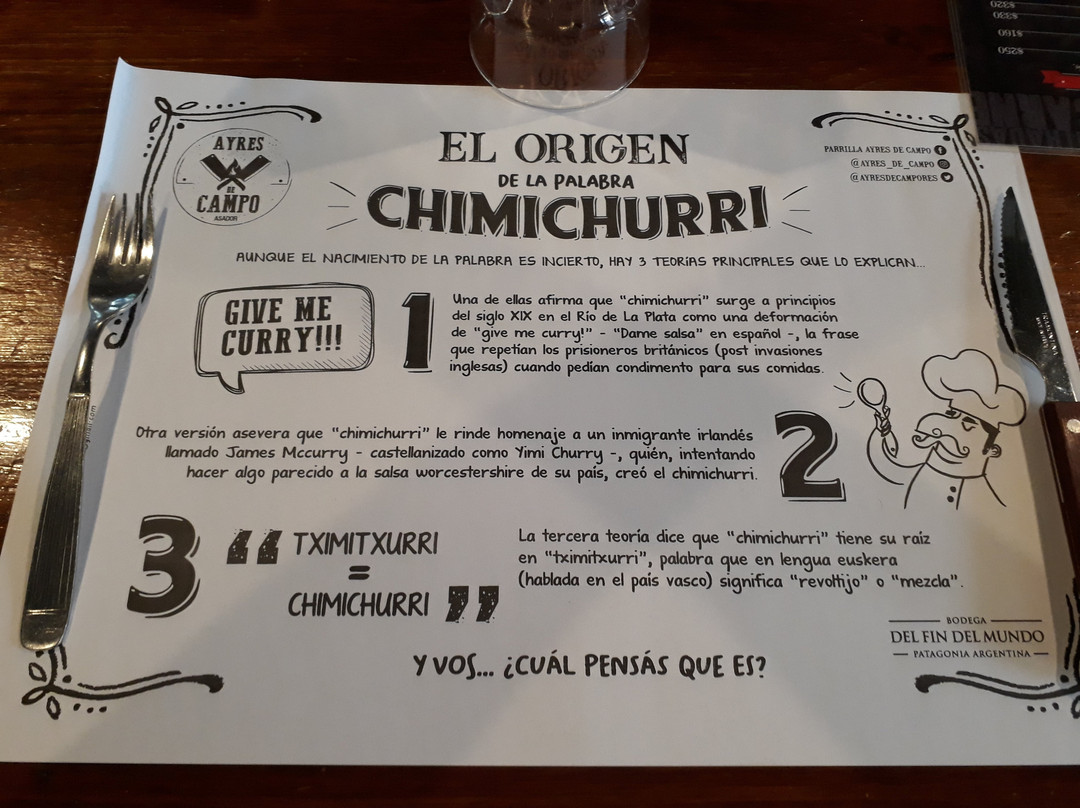 AYRES
DE
CAMPO
ASADOR
EL ORIGEN
DE LA PALABRA
CHIMICHURRI
PARRILLA AYRES DE CAMPO
@AYRES_DE_CAMPO
@AYRESDECAMPORES
AUNQUE EL NACIMIENTO DE LA PALABRA ES INCIERTO, HAY 3 TEORÍAS PRINCIPALES QUE LO EXPLICAN...
GIVE ME
CURRY!!!
1
Una de ellas afirma que "chimichurri" surge a principios
del siglo XIX en el Río de La Plata como una deformación
de "give me curry!" - "Dame salsa" en español -, la frase
que repetían los prisioneros británicos (post invasiones
inglesas) cuando pedían condimento para sus comidas.
Otra versión asevera que "chimichurri" le rinde homenaje a un inmigrante irlandés
llamado James Mccurry - castellanizado como Yimi Churry -, quién, intentando
hacer algo parecido a la salsa worcestershire de su país, creó el chimichurri.
2
3
“ TXIMITXURRI
=
CHIMICHURRI ”
La tercera teoría dice que "chimichurri" tiene su raíz
en "tximitxurri", palabra que en lengua euskera
(hablada en el país vasco) significa "revoltijo" o "mezcla".
BODEGA
DEL FIN DEL MUNDO
PATAGONIA ARGENTINA
Y VOS... ¿CUÁL PENSÁS QUE ES?
$320
$330
$160
$250